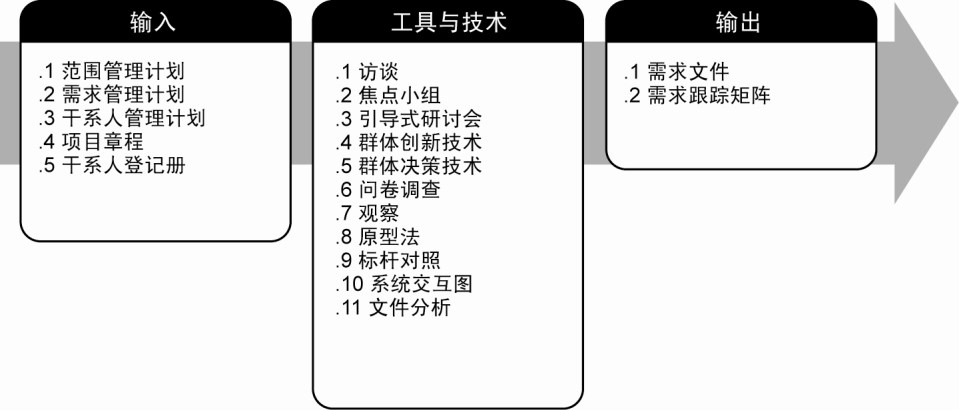 输入
.1 范围管理计划
.2 需求管理计划
.3 干系人管理计划
.4 项目章程
.5 干系人登记册
工具与技术
.1 访谈
.2 焦点小组
.3 引导式研讨会
.4 群体创新技术
.5 群体决策技术
.6 问卷调查
.7 观察
.8 原型法
.9 标杆对照
.10 系统交互图
.11 文件分析
输出
.1 需求文件
.2 需求跟踪矩阵